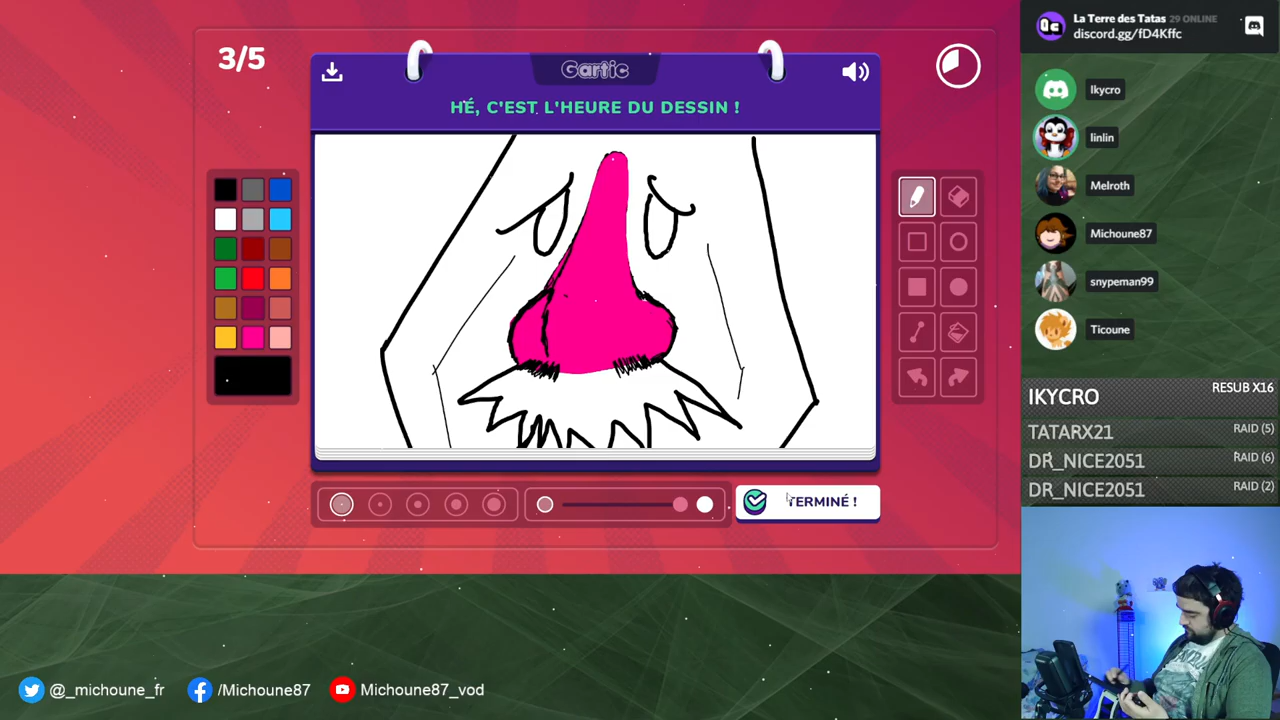 3/5
Gartic
HÉ, C'EST L'HEURE DU DESSIN !
TERMINÉ !
La Terre des Tatas 29 ONLINE
discord.gg/fD4Kffc
Ikycro
linlin
Melroth
Michoune87
snypeman99
Ticoune
IKYCRO RESUB X16
TATARX21 RAID (5)
DR_NICE2051 RAID (6)
DR_NICE2051 RAID (2)
@_michoune_fr /Michoune87 Michoune87_vod